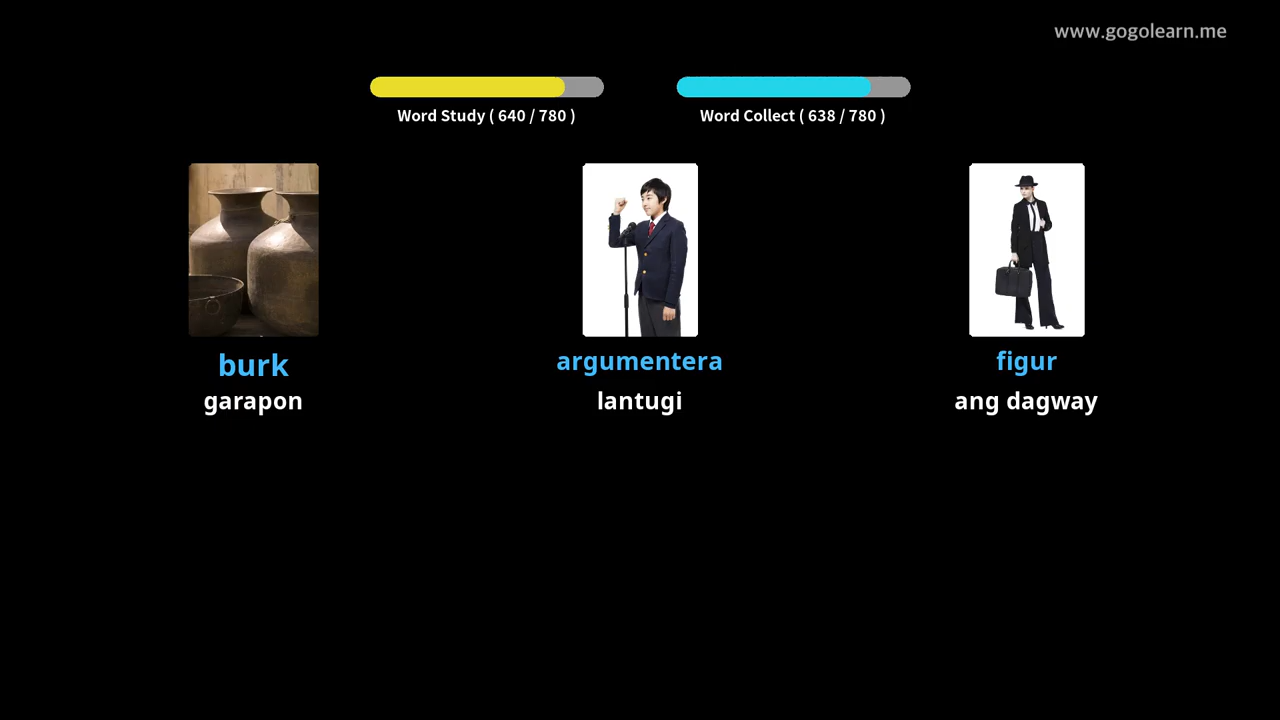 www.gogolearn.me
Word Study ( 640 / 780 )
Word Collect ( 638 / 780 )
burk
garapon
argumentera
lantugi
figur
ang dagway